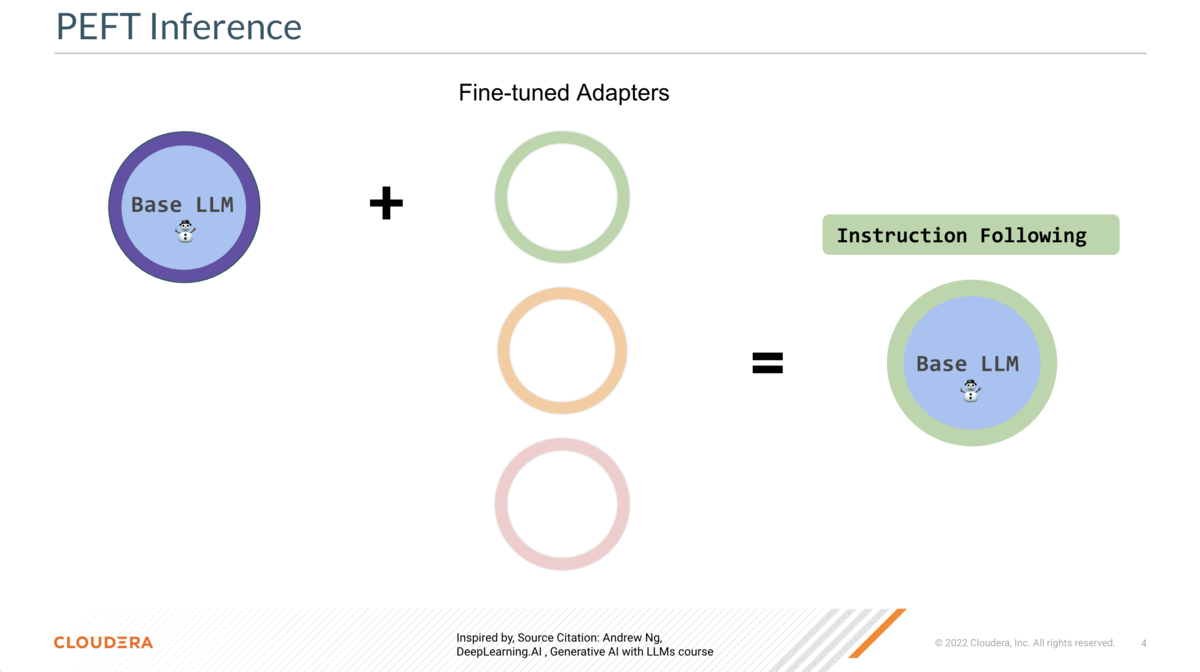 PEFT Inference
Fine-tuned Adapters
Base LLM
+
=
Instruction Following
Base LLM
CLOUDERA
Inspired by, Source Citation: Andrew Ng,
DeepLearning.AI , Generative AI with LLMs course
© 2022 Cloudera, Inc. All rights reserved.
4